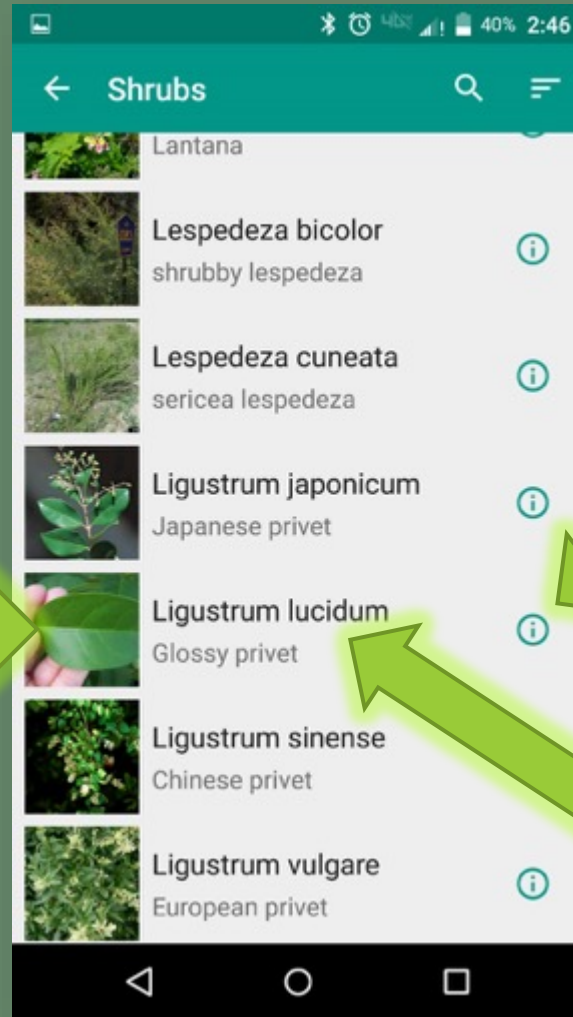 40% 2:46
Shrubs
Lantana
Lespedeza bicolor
shrubby lespedeza
Lespedeza cuneata
sericea lespedeza
Ligustrum japonicum
Japanese privet
Ligustrum lucidum
Glossy privet
Ligustrum sinense
Chinese privet
Ligustrum vulgare
European privet